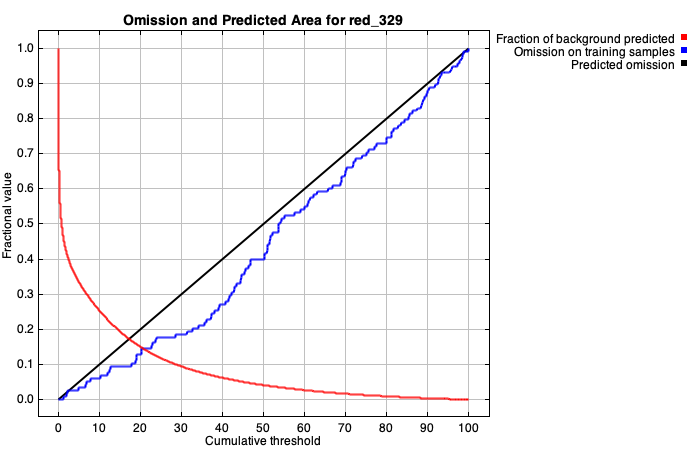 Omission and Predicted Area for red_329
Fraction of background predicted
Omission on training samples
Predicted omission
Fractional value
1.0
0.9
0.8
0.7
0.6
0.5
0.4
0.3
0.2
0.1
0.0
0 10 20 30 40 50 60 70 80 90 100
Cumulative threshold